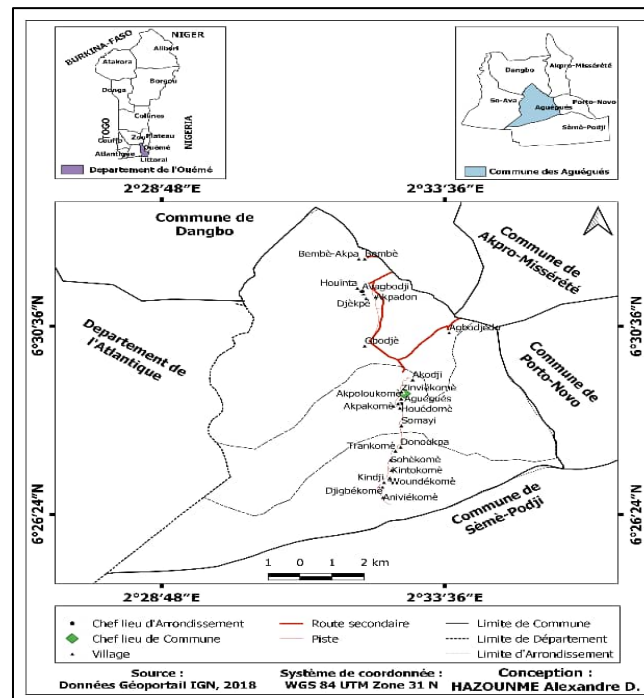 BURKINA-FASO
NIGER
Alibori
Atakora
Borgou
Donga
Collines
TOGO
NIGERIA
Zou
Plateau
Couffo
Ouémé
Atlantique
Littoral
Departement de l'Ouémé
Dangbo
Akpro-Missérété
So-Ava
Aguégués
Porto-Novo
Sèmè-Podji
Commune des Aguégués
2°28'48"E
2°33'36"E
Commune de
Dangbo
Commune de
Akpro-Missérété
Bembè-Akpa
Bembè
Houinta
Avagbodji
Akpadon
Djèkpè
6°30'36"N
6°30'36"N
Gbodjè
Agbodjèdo
Departement de
l'Atlantique
Commune de
Porto-Novo
Akodji
Zinviékomè
Akpoloukomè
Aguégués
Akpakomè
Houédomè
Somayi
Donoukpa
Trankomè
Sohèkomè
Kintokomè
Kindji
Woundékomè
Djigbékomè
Aniviékomè
6°26'24"N
6°26'24"N
Commune de
Sèmè-Podji
1 0 1 2 km
2°28'48"E
2°33'36"E
Chef lieu d'Arrondissement
Route secondaire
Limite de Commune
Chef lieu de Commune
Piste
Limite de Département
Village
Limite d'Arrondissement
Source :
Système de coordonnée :
Conception :
Données Géoportail IGN, 2018
WGS 84 UTM Zone 31 N
HAZOUNME Alexandre D.